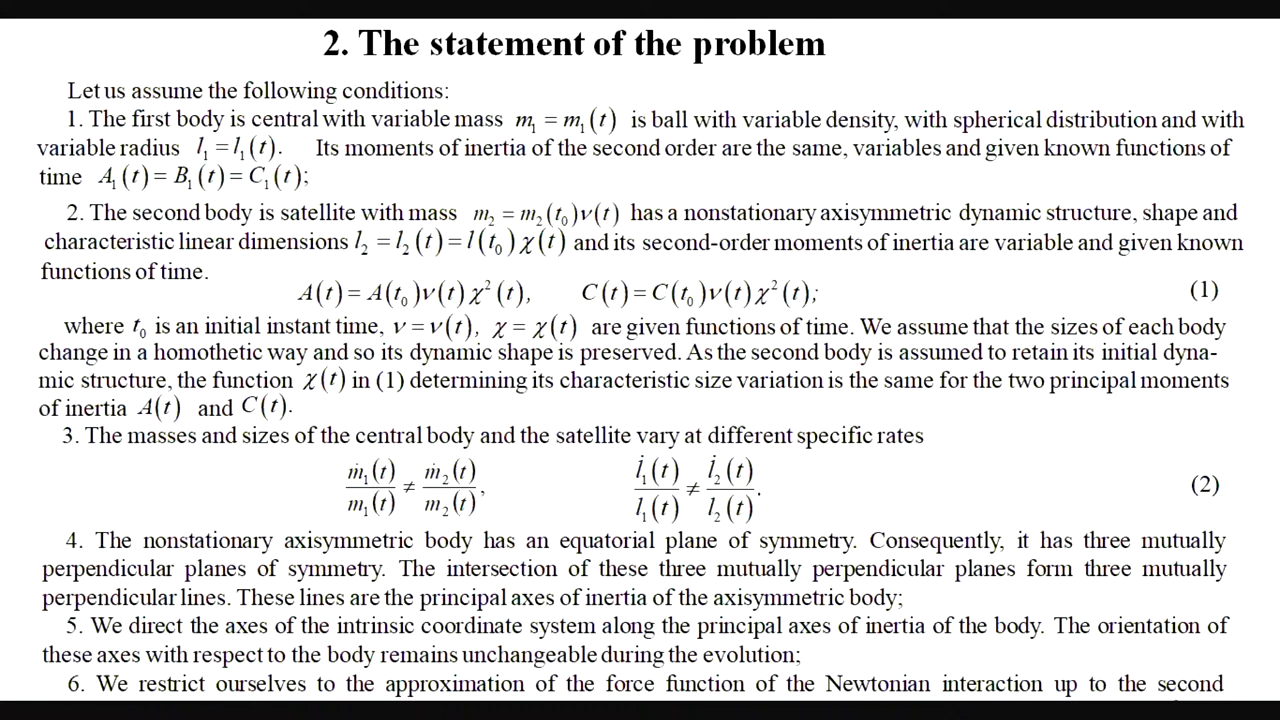 2. The statement of the problem
Let us assume the following conditions:
1. The first body is central with variable mass m₁ = m₁(t) is ball with variable density, with spherical distribution and with
variable radius l₁ = l₁(t). Its moments of inertia of the second order are the same, variables and given known functions of
time A₁(t) = B₁(t) = C₁(t);
2. The second body is satellite with mass m₂ = m₂(t₀)ν(t) has a nonstationary axisymmetric dynamic structure, shape and
characteristic linear dimensions l₂ = l₂(t) = l(t₀)χ(t) and its second-order moments of inertia are variable and given known
functions of time.
A(t) = A(t₀)ν(t)χ²(t), C(t) = C(t₀)ν(t)χ²(t); (1)
where t₀ is an initial instant time, ν = ν(t), χ = χ(t) are given functions of time. We assume that the sizes of each body
change in a homothetic way and so its dynamic shape is preserved. As the second body is assumed to retain its initial dyna-
mic structure, the function χ(t) in (1) determining its characteristic size variation is the same for the two principal moments
of inertia A(t) and C(t).
3. The masses and sizes of the central body and the satellite vary at different specific rates
ṁ₁(t)/m₁(t) ≠ ṁ₂(t)/m₂(t), l̇₁(t)/l₁(t) ≠ l̇₂(t)/l₂(t). (2)
4. The nonstationary axisymmetric body has an equatorial plane of symmetry. Consequently, it has three mutually
perpendicular planes of symmetry. The intersection of these three mutually perpendicular planes form three mutually
perpendicular lines. These lines are the principal axes of inertia of the axisymmetric body;
5. We direct the axes of the intrinsic coordinate system along the principal axes of inertia of the body. The orientation of
these axes with respect to the body remains unchangeable during the evolution;
6. We restrict ourselves to the approximation of the force function of the Newtonian interaction up to the second